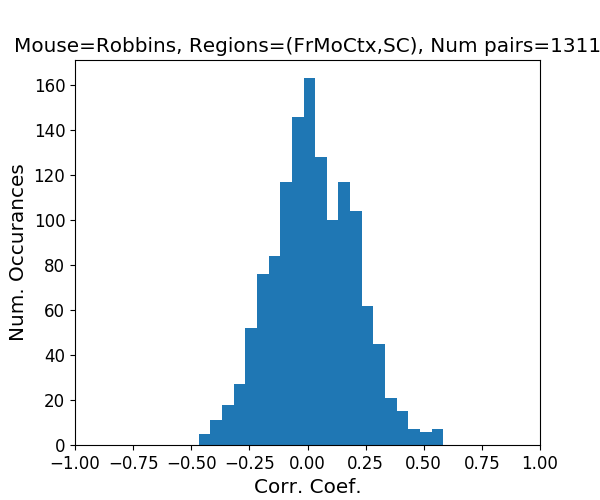 Mouse=Robbins, Regions=(FrMoCtx,SC), Num pairs=1311
160
140
120
100
80
60
40
20
0
Num. Occurances
−1.00 −0.75 −0.50 −0.25 0.00 0.25 0.50 0.75 1.00
Corr. Coef.